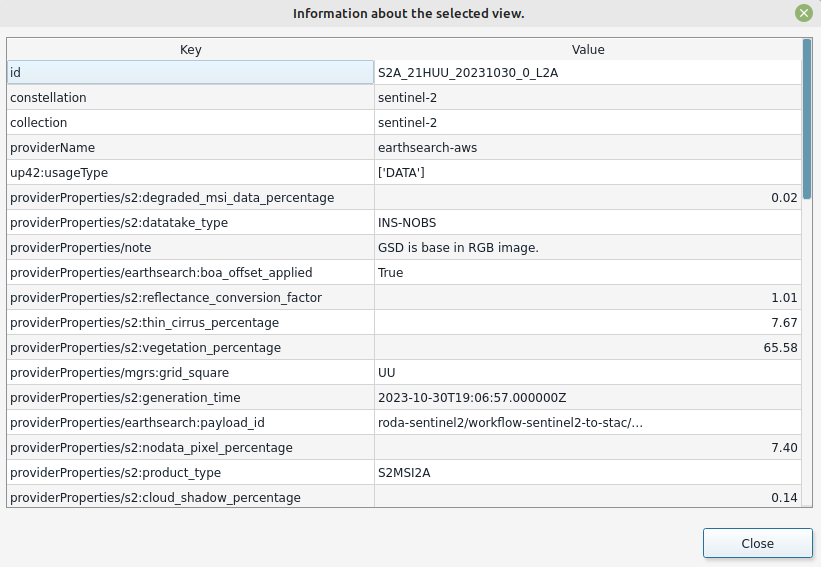 Information about the selected view.
Key Value
id S2A_21HUU_20231030_0_L2A
constellation sentinel-2
collection sentinel-2
providerName earthsearch-aws
up42:usageType ['DATA']
providerProperties/s2:degraded_msi_data_percentage 0.02
providerProperties/s2:datatake_type INS-NOBS
providerProperties/note GSD is base in RGB image.
providerProperties/earthsearch:boa_offset_applied True
providerProperties/s2:reflectance_conversion_factor 1.01
providerProperties/s2:thin_cirrus_percentage 7.67
providerProperties/s2:vegetation_percentage 65.58
providerProperties/mgrs:grid_square UU
providerProperties/s2:generation_time 2023-10-30T19:06:57.000000Z
providerProperties/earthsearch:payload_id roda-sentinel2/workflow-sentinel2-to-stac/...
providerProperties/s2:nodata_pixel_percentage 7.40
providerProperties/s2:product_type S2MSI2A
providerProperties/s2:cloud_shadow_percentage 0.14
Close